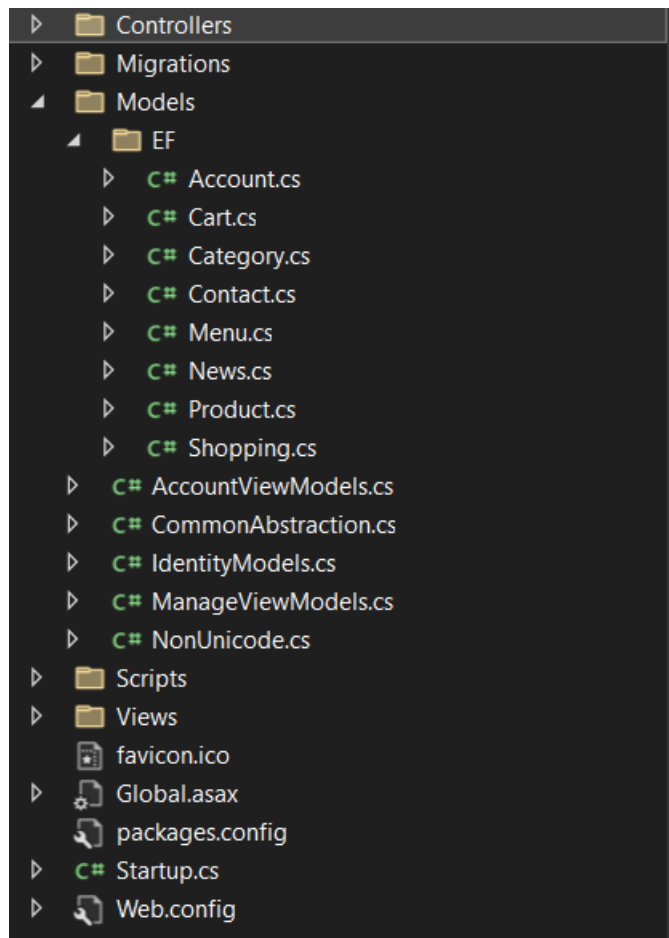 Controllers
Migrations
Models
EF
C# Account.cs
C# Cart.cs
C# Category.cs
C# Contact.cs
C# Menu.cs
C# News.cs
C# Product.cs
C# Shopping.cs
C# AccountViewModels.cs
C# CommonAbstraction.cs
C# IdentityModels.cs
C# ManageViewModels.cs
C# NonUnicode.cs
Scripts
Views
favicon.ico
Global.asax
packages.config
C# Startup.cs
Web.config